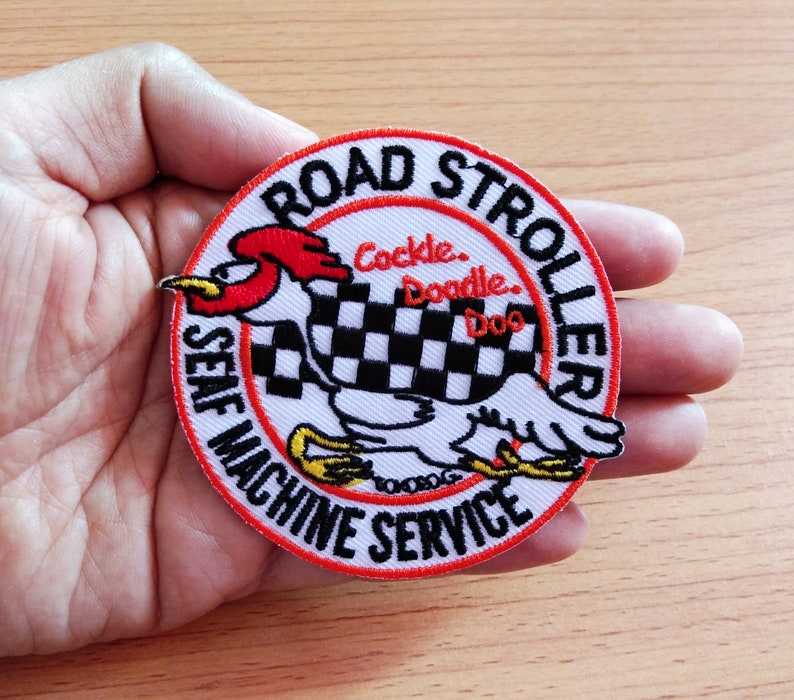 ROAD STROLLER
Cockle.
Doodle.
Doo
SEAF MACHINE SERVICE